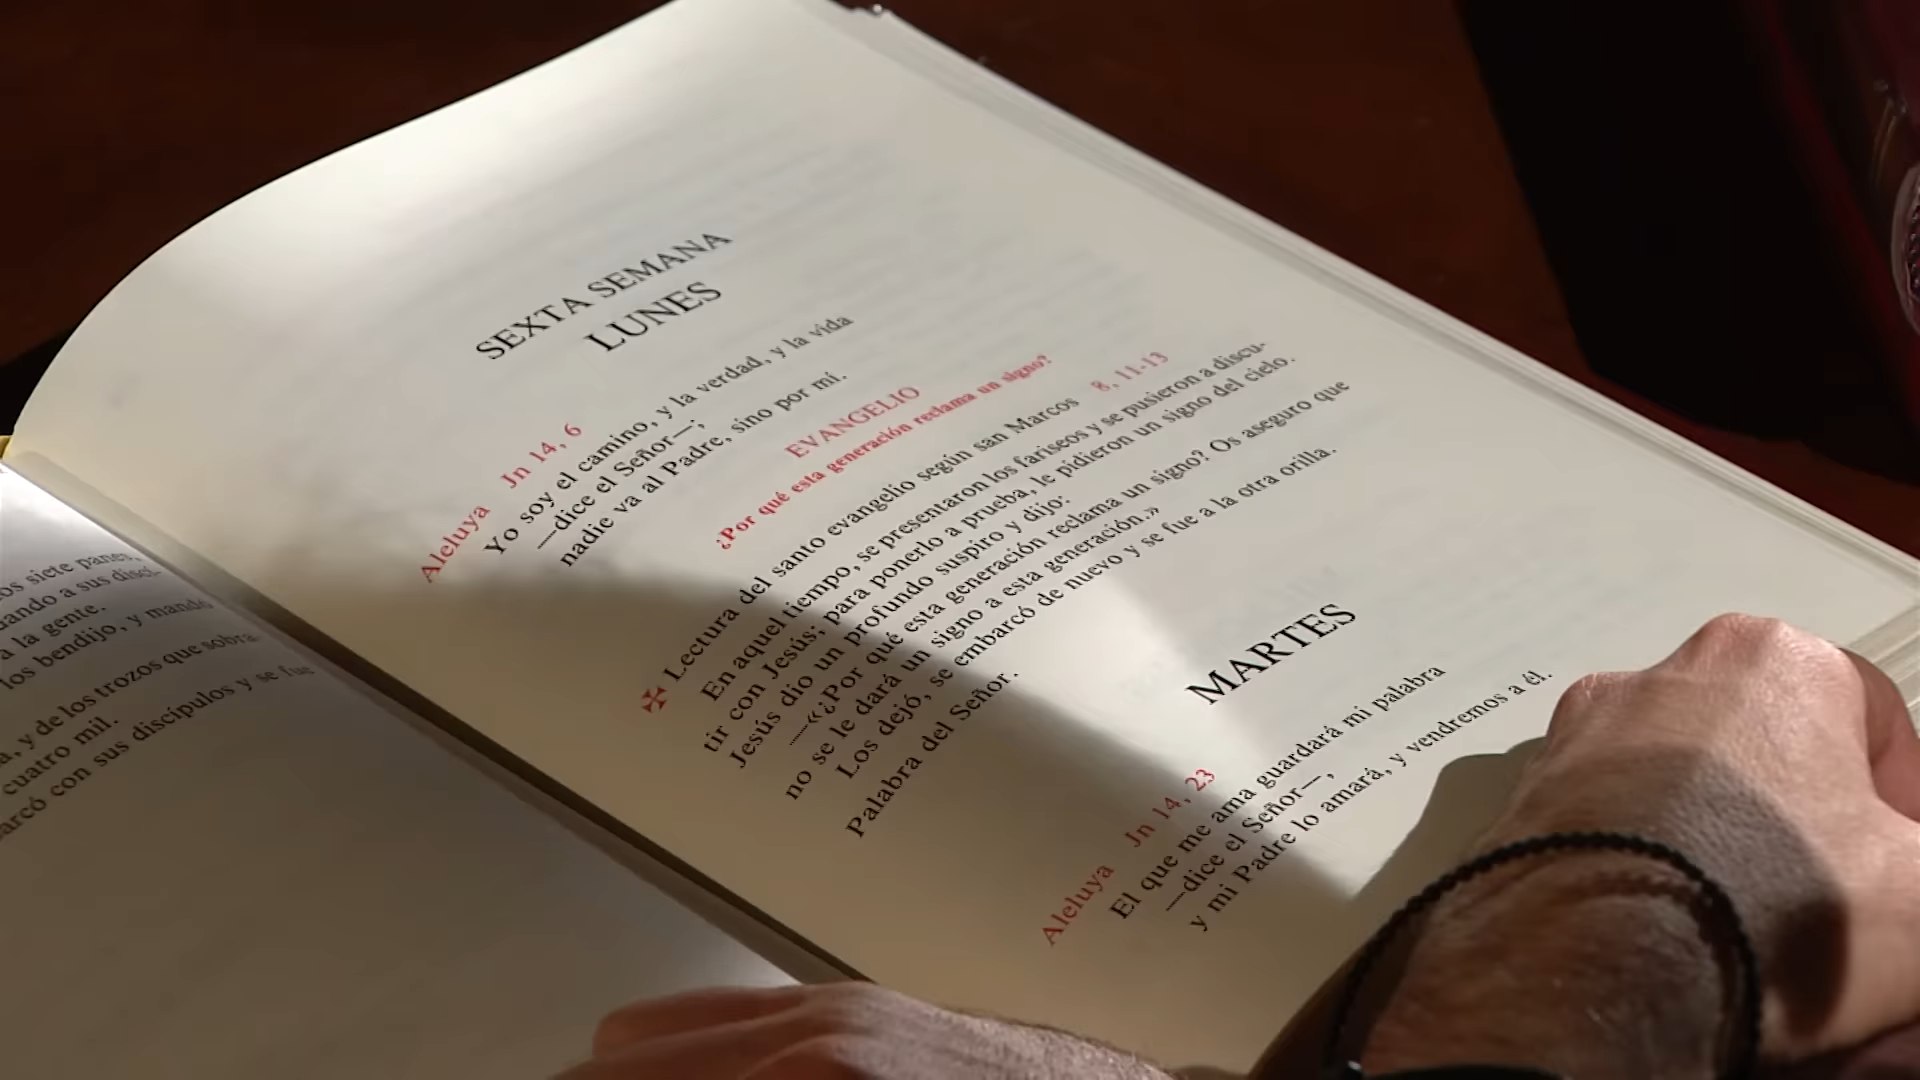 os siete panes,
uando a sus discí-
a la gente.
los bendijo, y mandó
a, y de los trozos que sobra-
cuatro mil.
arcó con sus discípulos y se fue
SEXTA SEMANA
LUNES
Aleluya Jn 14, 6
Yo soy el camino, y la verdad, y la vida
—dice el Señor—;
nadie va al Padre, sino por mí.
EVANGELIO
¿Por qué esta generación reclama un signo?
✠ Lectura del santo evangelio según san Marcos 8, 11-13
En aquel tiempo, se presentaron los fariseos y se pusieron a discu-
tir con Jesús; para ponerlo a prueba, le pidieron un signo del cielo.
Jesús dio un profundo suspiro y dijo:
—«¿Por qué esta generación reclama un signo? Os aseguro que
no se le dará un signo a esta generación.»
Los dejó, se embarcó de nuevo y se fue a la otra orilla.
Palabra del Señor.
MARTES
Aleluya Jn 14, 23
El que me ama guardará mi palabra
—dice el Señor—,
y mi Padre lo amará, y vendremos a él.